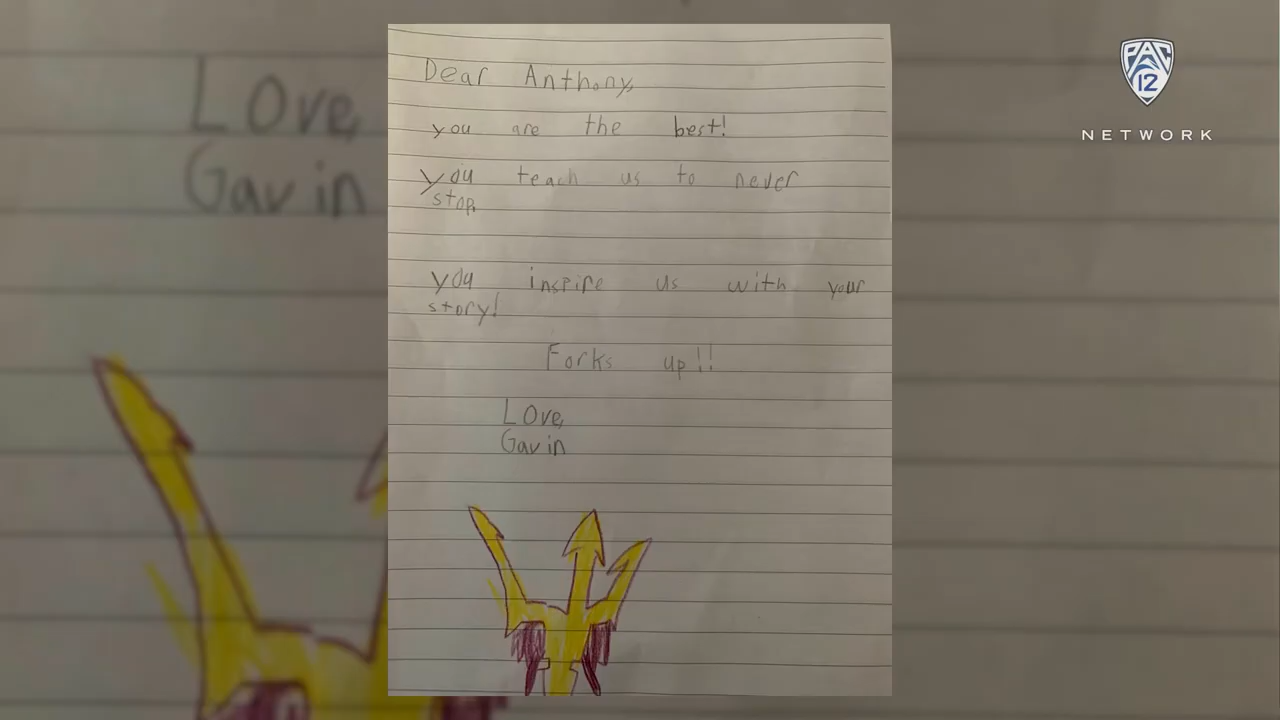 Dear Anthony,
you are the best!
you teach us to never
stop.
you inspire us with your
story!
Forks up!!
Love,
Gavin
Love,
Gavin
PAC
12
NETWORK